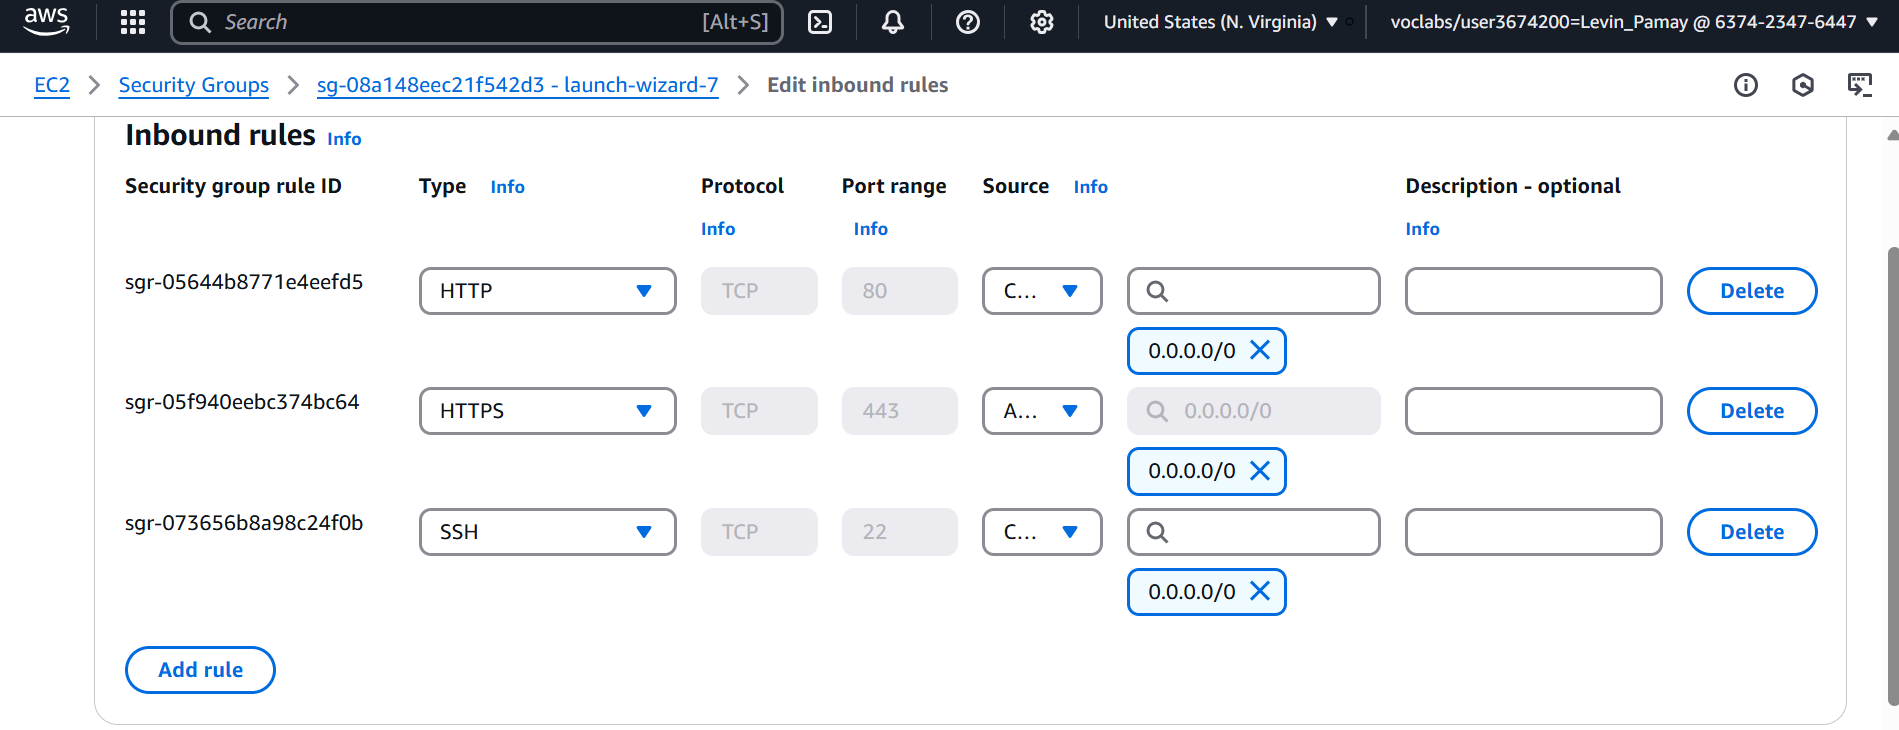 aws Search [Alt+S] United States (N. Virginia) voclabs/user3674200=Levin_Pamay @ 6374-2347-6447
EC2 Security Groups sg-08a148eec21f542d3 - launch-wizard-7 Edit inbound rules
Inbound rules Info
Security group rule ID Type Info Protocol Port range Source Info Description - optional
Info Info Info
sgr-05644b8771e4eefd5 HTTP TCP 80 C... Delete
0.0.0.0/0
sgr-05f940eebc374bc64 HTTPS TCP 443 A... 0.0.0.0/0 Delete
0.0.0.0/0
sgr-073656b8a98c24f0b SSH TCP 22 C... Delete
0.0.0.0/0
Add rule